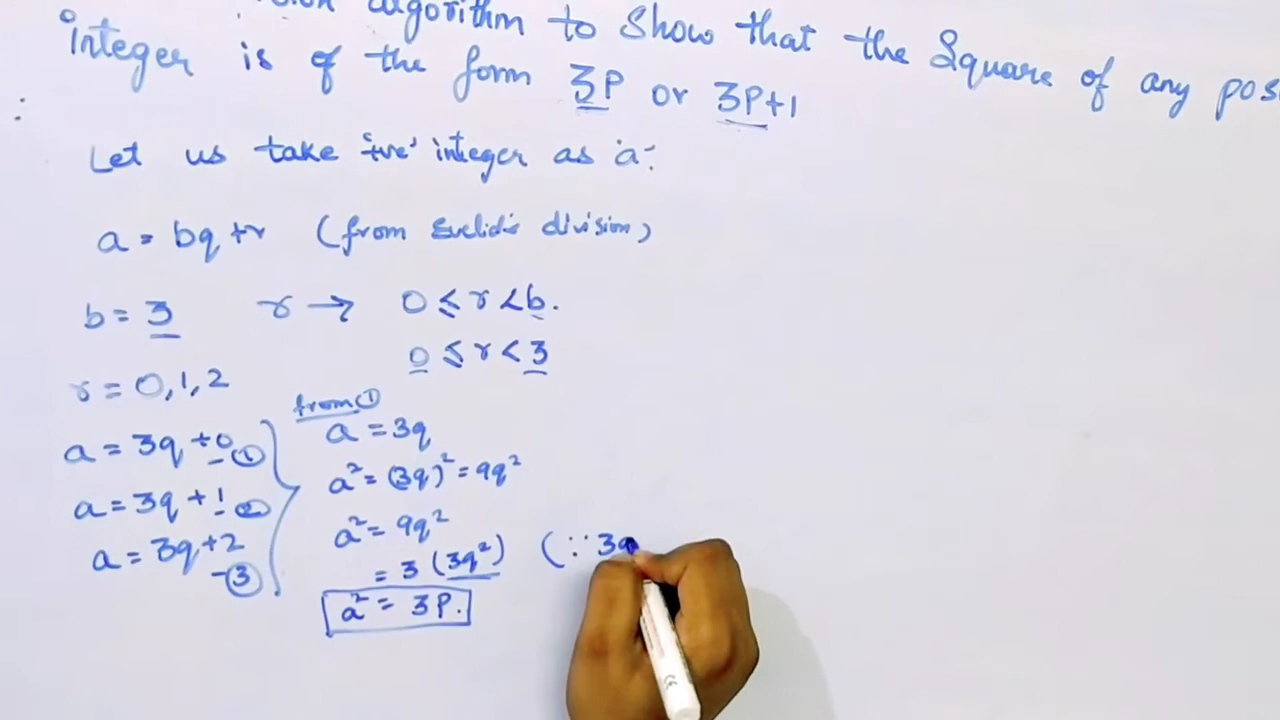 algorithm to Show that the Square of any pos
integer is of the form 3P or 3P+1
Let us take '+ve' integer as 'a'.
a = bq+r (from Euclid's division)
b = 3 r → 0 ≤ r < b.
0 ≤ r < 3
r = 0, 1, 2
a = 3q + 0 ①
a = 3q + 1 ②
a = 3q + 2 - ③
from ①
a = 3q
a² = (3q)² = 9q²
a² = 9q²
= 3 (3q²) (∵ 3q
a² = 3P.